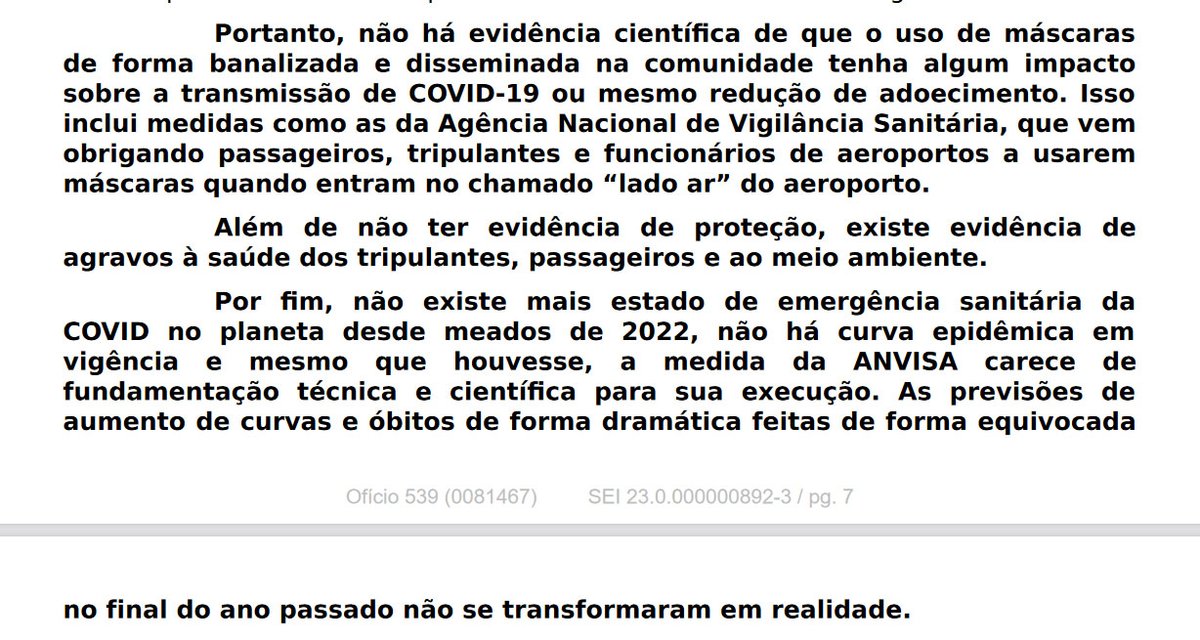 Portanto, não há evidência científica de que o uso de máscaras
de forma banalizada e disseminada na comunidade tenha algum impacto
sobre a transmissão de COVID-19 ou mesmo redução de adoecimento. Isso
inclui medidas como as da Agência Nacional de Vigilância Sanitária, que vem
obrigando passageiros, tripulantes e funcionários de aeroportos a usarem
máscaras quando entram no chamado “lado ar” do aeroporto.
Além de não ter evidência de proteção, existe evidência de
agravos à saúde dos tripulantes, passageiros e ao meio ambiente.
Por fim, não existe mais estado de emergência sanitária da
COVID no planeta desde meados de 2022, não há curva epidêmica em
vigência e mesmo que houvesse, a medida da ANVISA carece de
fundamentação técnica e científica para sua execução. As previsões de
aumento de curvas e óbitos de forma dramática feitas de forma equivocada
Ofício 539 (0081467) SEI 23.0.000000892-3 / pg. 7
no final do ano passado não se transformaram em realidade.